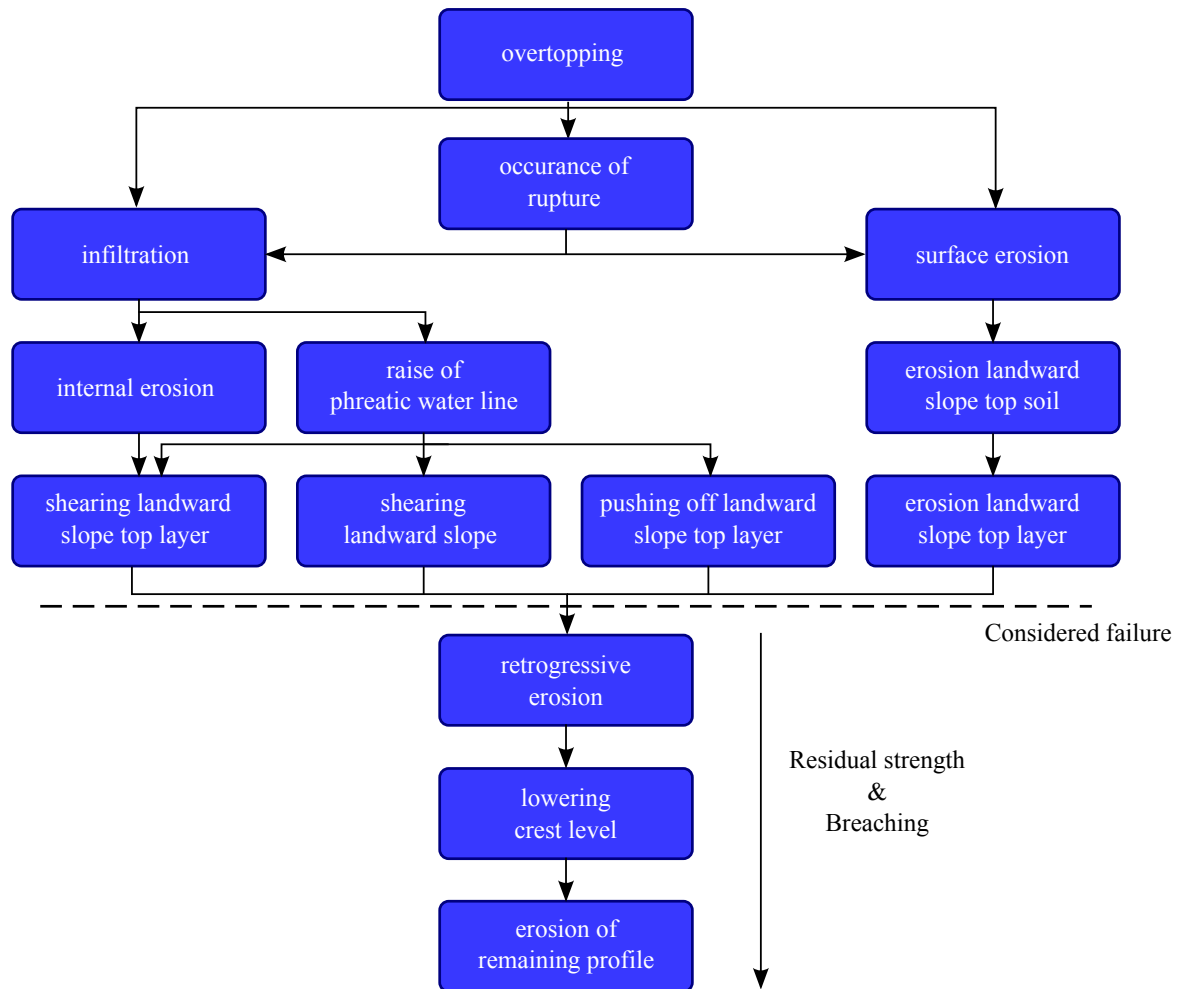 overtopping
occurance of
rupture
infiltration
surface erosion
internal erosion
raise of
phreatic water line
erosion landward
slope top soil
shearing landward
slope top layer
shearing
landward slope
pushing off landward
slope top layer
erosion landward
slope top layer
Considered failure
retrogressive
erosion
Residual strength
&
Breaching
lowering
crest level
erosion of
remaining profile